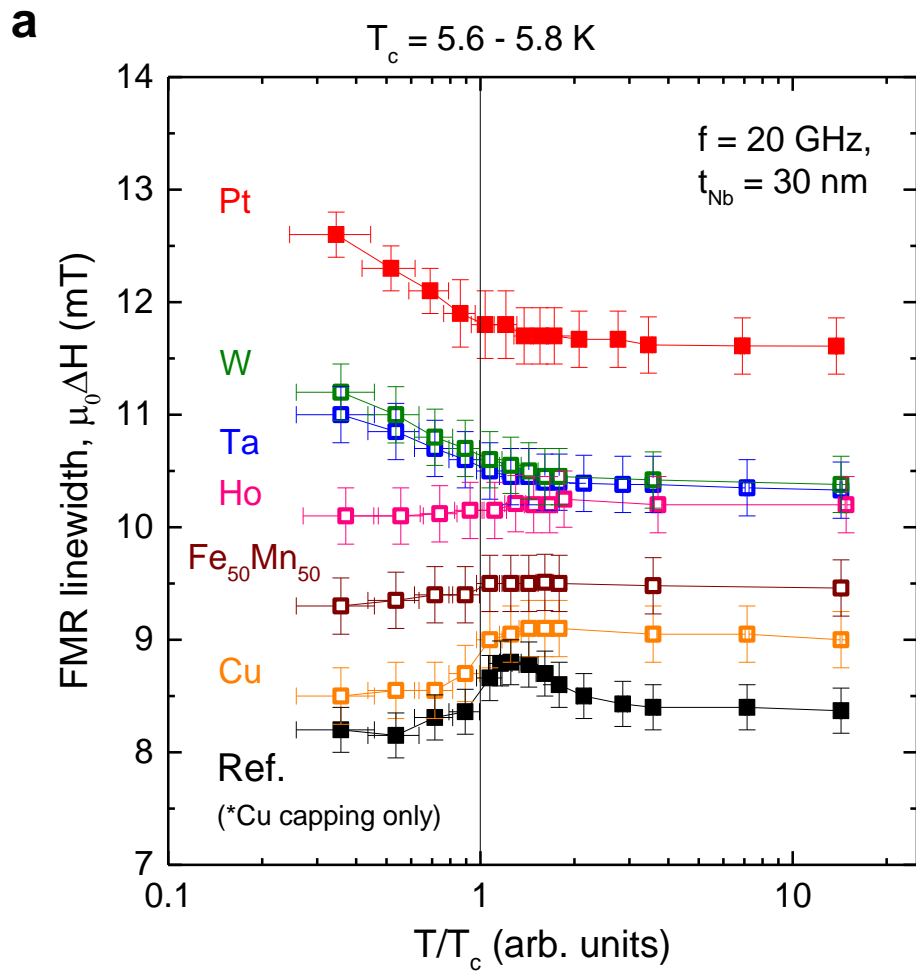 a
T_c = 5.6 - 5.8 K
14
13
12
11
10
9
8
7
FMR linewidth, μ₀ΔH (mT)
f = 20 GHz,
t_Nb = 30 nm
Pt
W
Ta
Ho
Fe₅₀Mn₅₀
Cu
Ref.
(*Cu capping only)
0.1
1
10
T/T_c (arb. units)